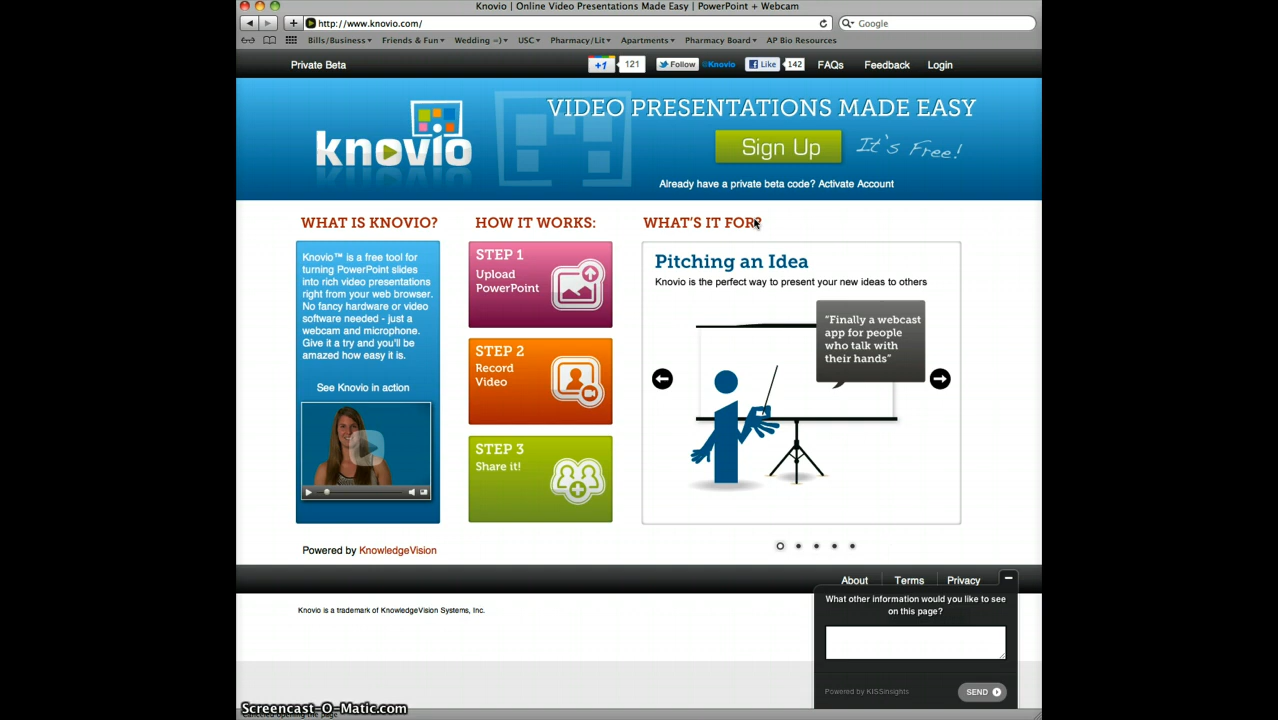 Knovio | Online Video Presentations Made Easy | PowerPoint + Webcam
http://www.knovio.com/
Google
Bills/Business Friends & Fun Wedding =) USC Pharmacy/Lit Apartments Pharmacy Board AP Bio Resources
Private Beta
+1 121 Follow @Knovio Like 142 FAQs Feedback Login
knovio
VIDEO PRESENTATIONS MADE EASY
Sign Up It's Free!
Already have a private beta code? Activate Account
WHAT IS KNOVIO?
Knovio™ is a free tool for
turning PowerPoint slides
into rich video presentations
right from your web browser.
No fancy hardware or video
software needed - just a
webcam and microphone.
Give it a try and you'll be
amazed how easy it is.
See Knovio in action
Powered by KnowledgeVision
HOW IT WORKS:
STEP 1
Upload
PowerPoint
STEP 2
Record
Video
STEP 3
Share it!
WHAT'S IT FOR?
Pitching an Idea
Knovio is the perfect way to present your new ideas to others
"Finally a webcast
app for people
who talk with
their hands"
About Terms Privacy
Knovio is a trademark of KnowledgeVision Systems, Inc.
What other information would you like to see
on this page?
Powered by KISSinsights
SEND
Screencast-O-Matic.com
Canceled opening the page